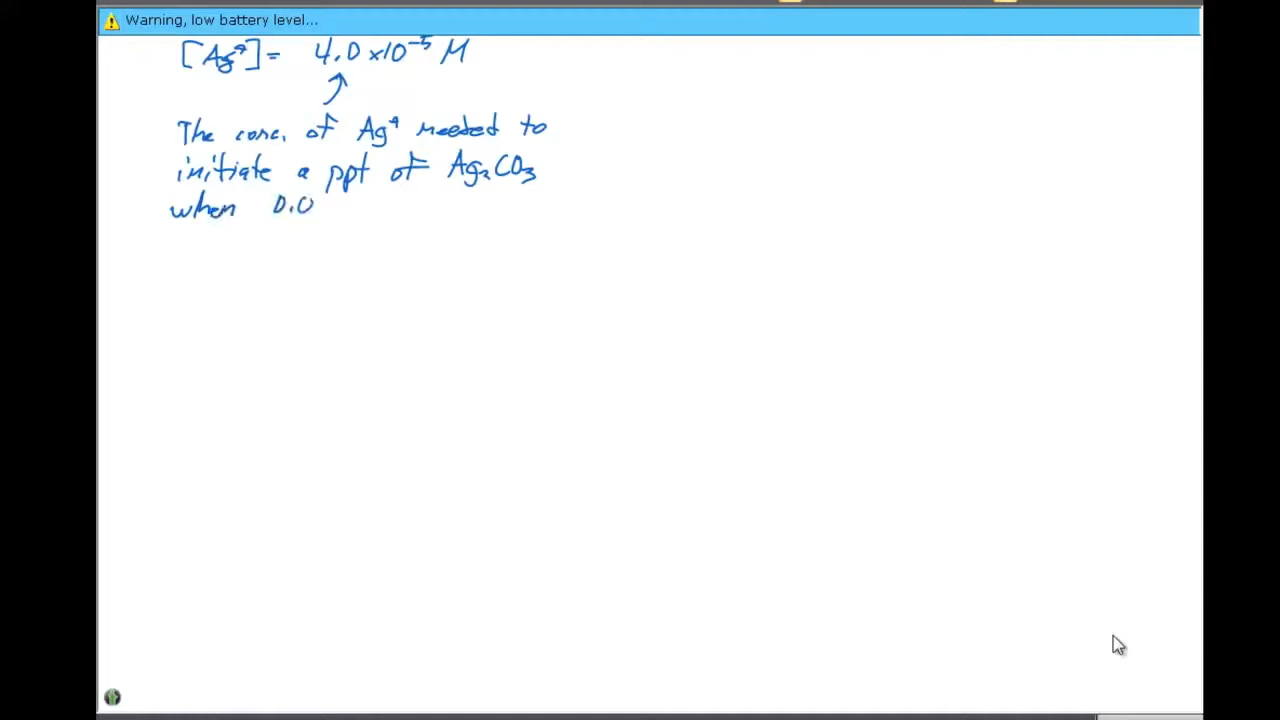 Warning, low battery level...
[Ag⁺] = 4.0 x10⁻⁵ M
The conc. of Ag⁺ needed to
initiate a ppt of Ag₂CO₃
when 0.0